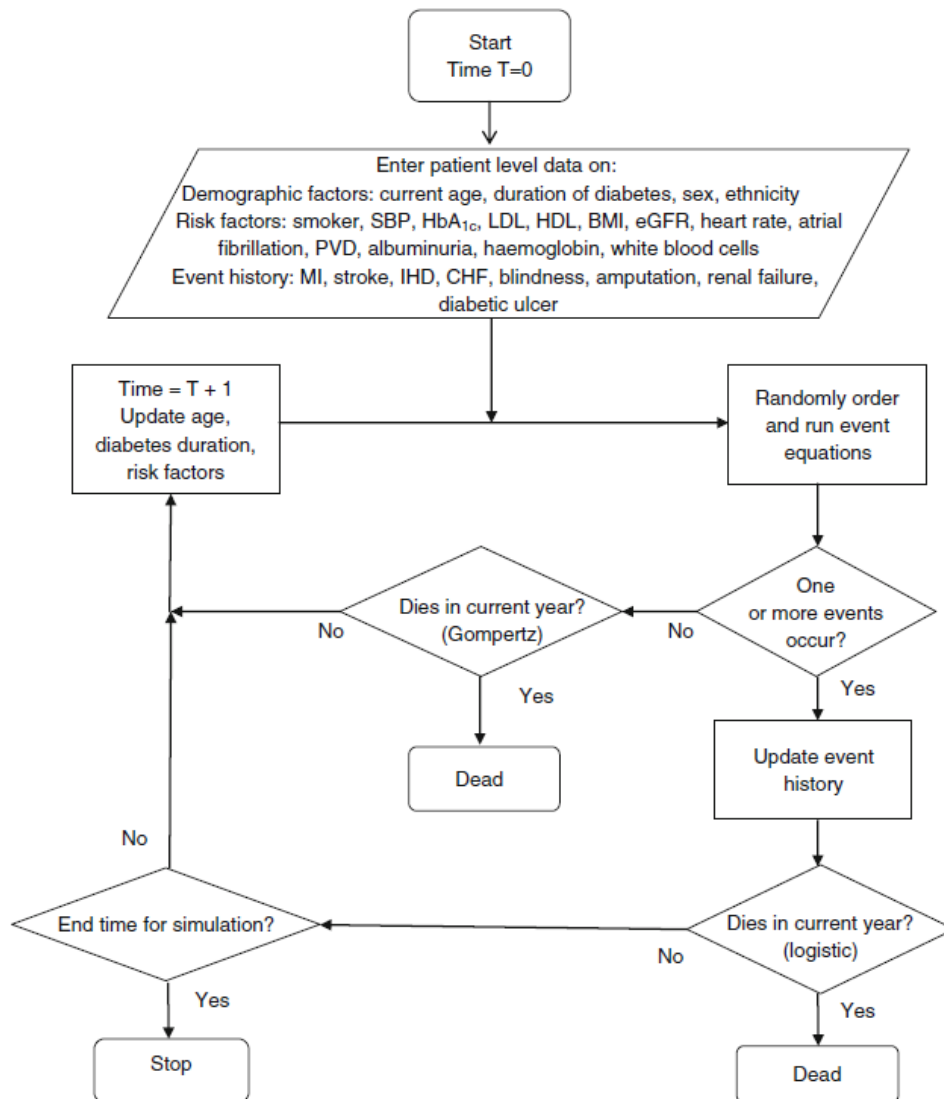 Start
Time T=0
Enter patient level data on:
Demographic factors: current age, duration of diabetes, sex, ethnicity
Risk factors: smoker, SBP, HbA1c, LDL, HDL, BMI, eGFR, heart rate, atrial
fibrillation, PVD, albuminuria, haemoglobin, white blood cells
Event history: MI, stroke, IHD, CHF, blindness, amputation, renal failure,
diabetic ulcer
Time = T + 1
Update age,
diabetes duration,
risk factors
Randomly order
and run event
equations
One
or more events
occur?
No
Yes
Dies in current year?
(Gompertz)
No
Yes
Dead
Update event
history
Dies in current year?
(logistic)
No
Yes
Dead
End time for simulation?
No
Yes
Stop